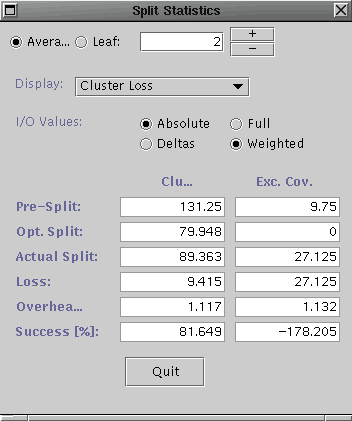 Split Statistics
Avera... Leaf: 2 + −
Display: Cluster Loss
I/O Values: Absolute Full
Deltas Weighted
Clu... Exc. Cov.
Pre−Split: 131.25 9.75
Opt. Split: 79.948 0
Actual Split: 89.363 27.125
Loss: 9.415 27.125
Overhea... 1.117 1.132
Success [%]: 81.649 −178.205
Quit